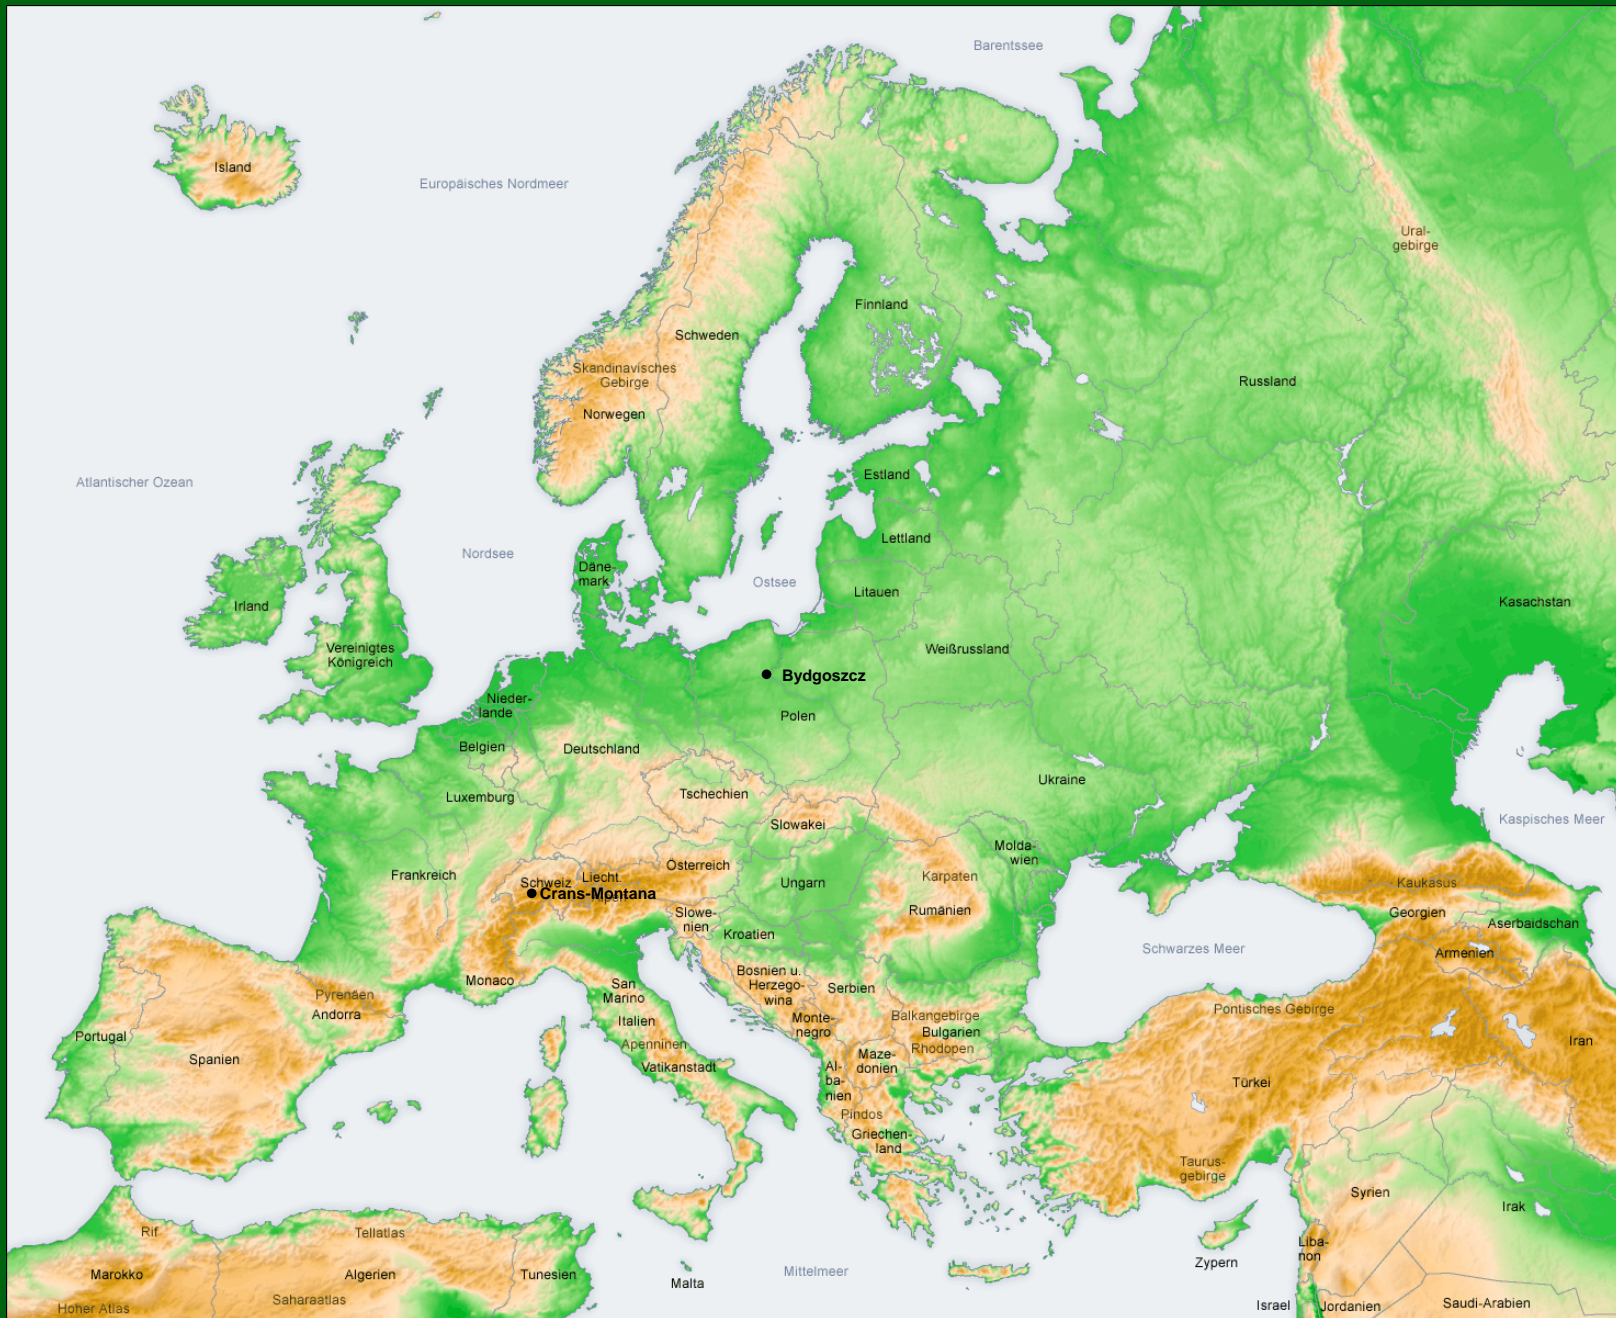 Barentssee
Island
Europäisches Nordmeer
Ural-
gebirge
Finnland
Schweden
Skandinavisches
Gebirge
Russland
Norwegen
Atlantischer Ozean
Estland
Lettland
Nordsee
Däne-
mark
Ostsee
Litauen
Irland
Kasachstan
Vereinigtes
Königreich
Weißrussland
Bydgoszcz
Nieder-
lande
Polen
Belgien
Deutschland
Ukraine
Luxemburg
Tschechien
Slowakei
Kaspisches Meer
Molda-
wien
Frankreich
Schweiz
Liecht.
Österreich
Crans-Montana
Ungarn
Karpaten
Kaukasus
Rumänien
Georgien
Slowe-
nien
Kroatien
Aserbaidschan
Schwarzes Meer
Armenien
Monaco
San
Marino
Bosnien u.
Herzego-
wina
Serbien
Pyrenäen
Andorra
Italien
Monte-
negro
Balkangebirge
Bulgarien
Rhodopen
Pontisches Gebirge
Portugal
Spanien
Apenninen
Vatikanstadt
Al-
ba-
nien
Maze-
donien
Iran
Türkei
Pindos
Griechen-
land
Taurus-
gebirge
Syrien
Irak
Rif
Tellatlas
Liba-
non
Zypern
Marokko
Algerien
Tunesien
Malta
Mittelmeer
Hoher Atlas
Saharaatlas
Israel
Jordanien
Saudi-Arabien